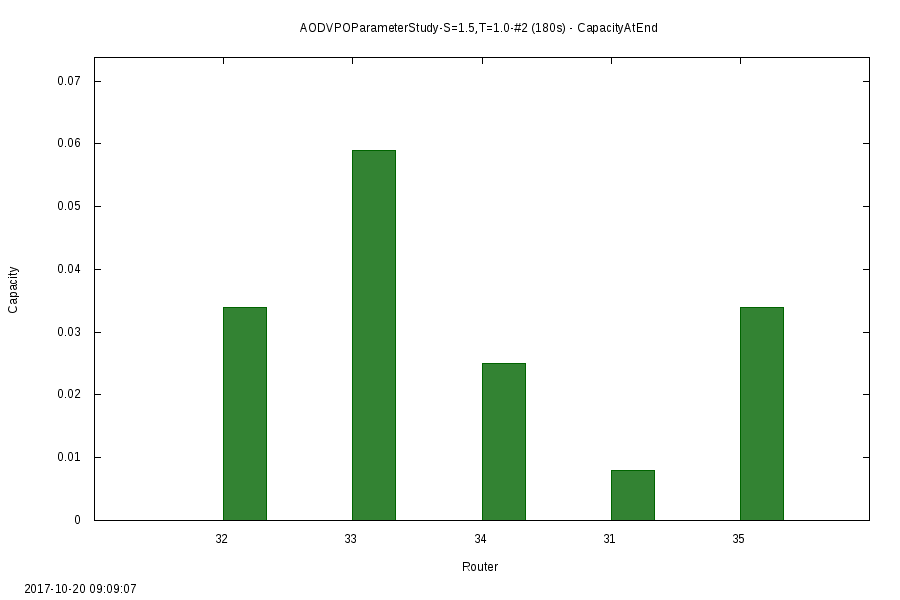 AODVPOParameterStudy-S=1.5,T=1.0-#2 (180s) - CapacityAtEnd
0.07
0.06
0.05
0.04
0.03
0.02
0.01
0
Capacity
32 33 34 31 35
Router
2017-10-20 09:09:07